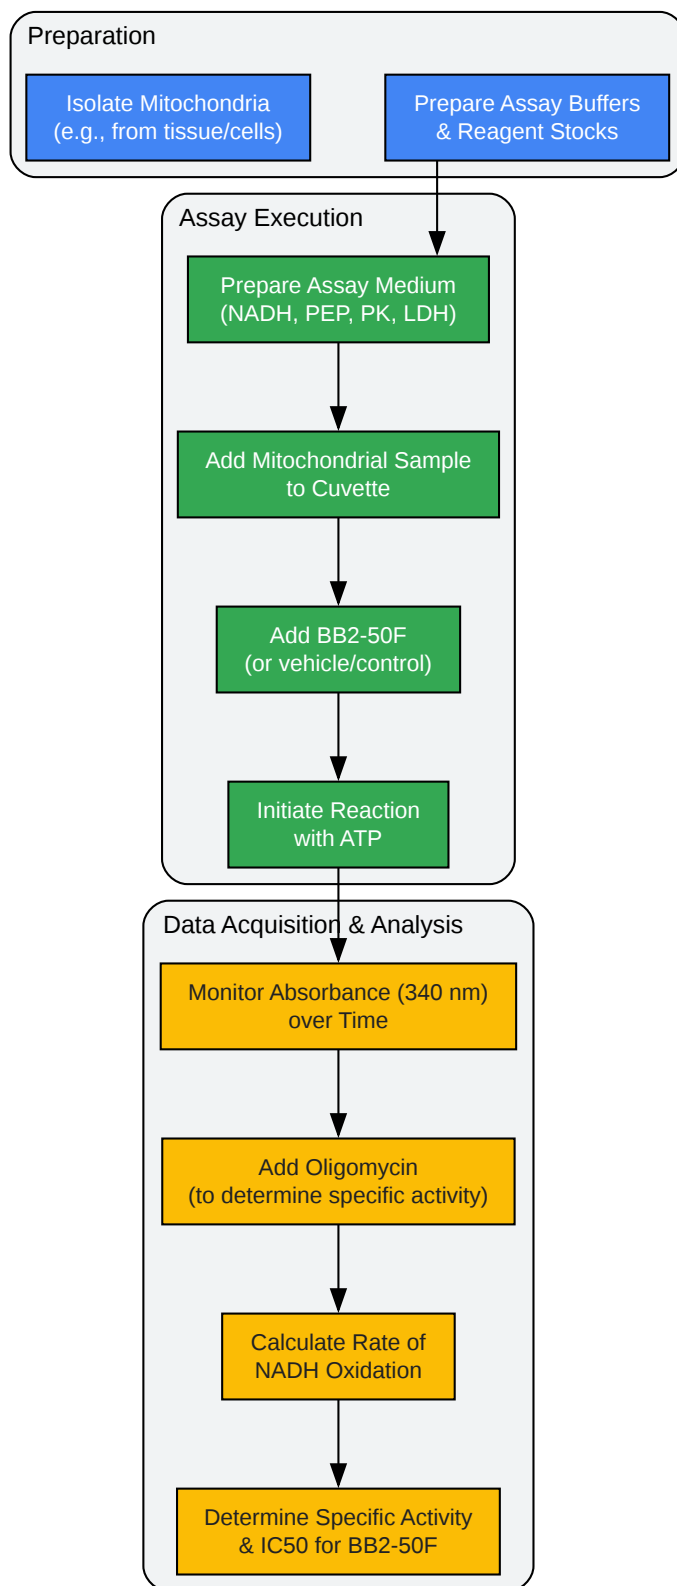 Preparation
Isolate Mitochondria
(e.g., from tissue/cells)
Prepare Assay Buffers
& Reagent Stocks
Assay Execution
Prepare Assay Medium
(NADH, PEP, PK, LDH)
Add Mitochondrial Sample
to Cuvette
Add BB2-50F
(or vehicle/control)
Initiate Reaction
with ATP
Data Acquisition & Analysis
Monitor Absorbance (340 nm)
over Time
Add Oligomycin
(to determine specific activity)
Calculate Rate of
NADH Oxidation
Determine Specific Activity
& IC50 for BB2-50F